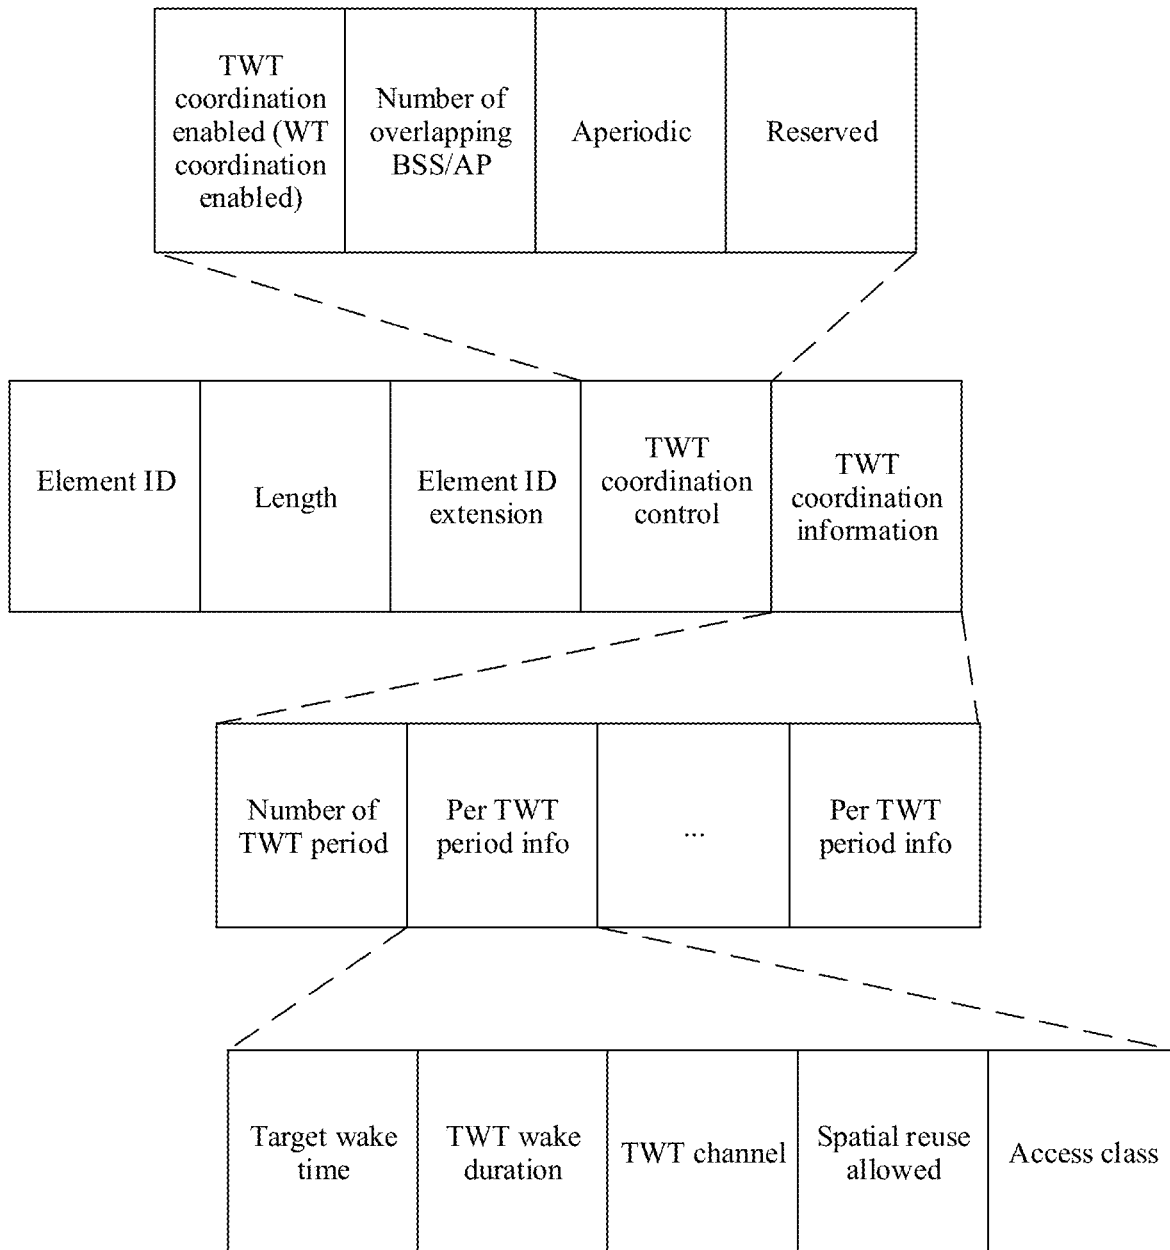 TWT
coordination
enabled (WT
coordination
enabled)
Number of
overlapping
BSS/AP
Aperiodic
Reserved
Element ID
Length
Element ID
extension
TWT
coordination
control
TWT
coordination
information
Number of
TWT period
Per TWT
period info
...
Per TWT
period info
Target wake
time
TWT wake
duration
TWT channel
Spatial reuse
allowed
Access class